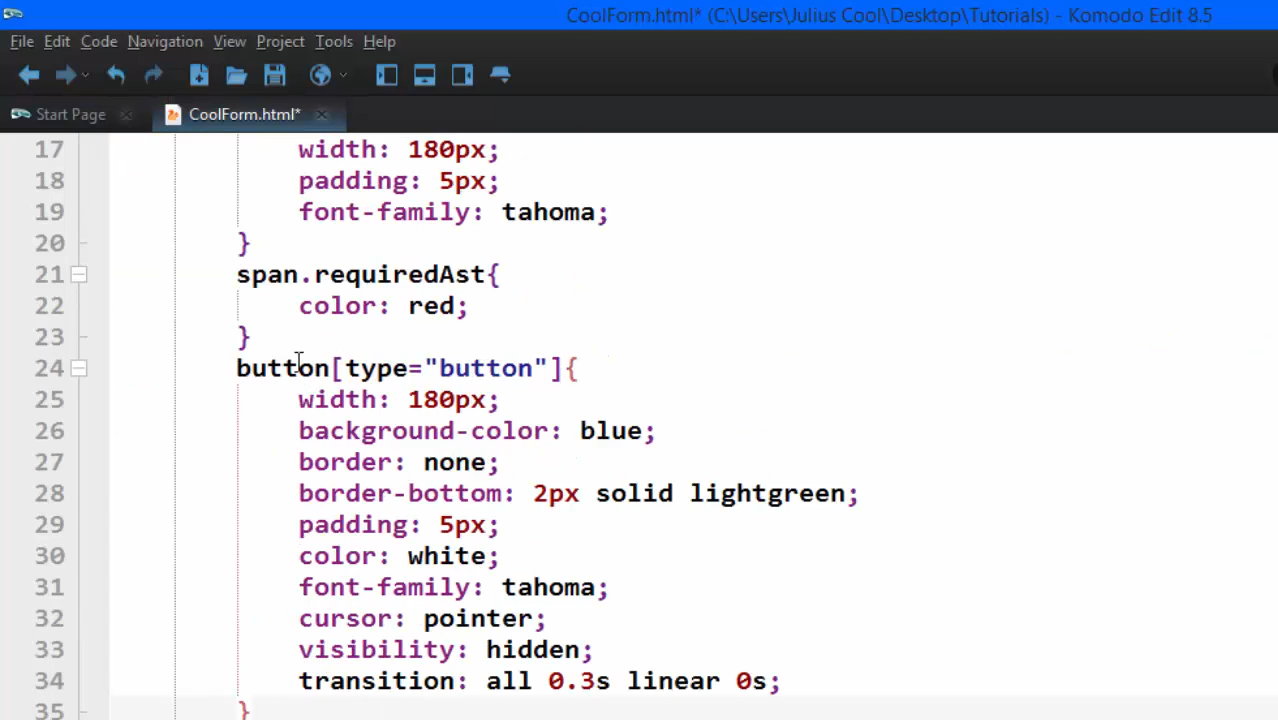 CoolForm.html* (C:\Users\Julius Cool\Desktop\Tutorials) - Komodo Edit 8.5
File Edit Code Navigation View Project Tools Help
Start Page CoolForm.html*
17 width: 180px;
18 padding: 5px;
19 font-family: tahoma;
20 }
21 span.requiredAst{
22 color: red;
23 }
24 button[type="button"]{
25 width: 180px;
26 background-color: blue;
27 border: none;
28 border-bottom: 2px solid lightgreen;
29 padding: 5px;
30 color: white;
31 font-family: tahoma;
32 cursor: pointer;
33 visibility: hidden;
34 transition: all 0.3s linear 0s;
35 }